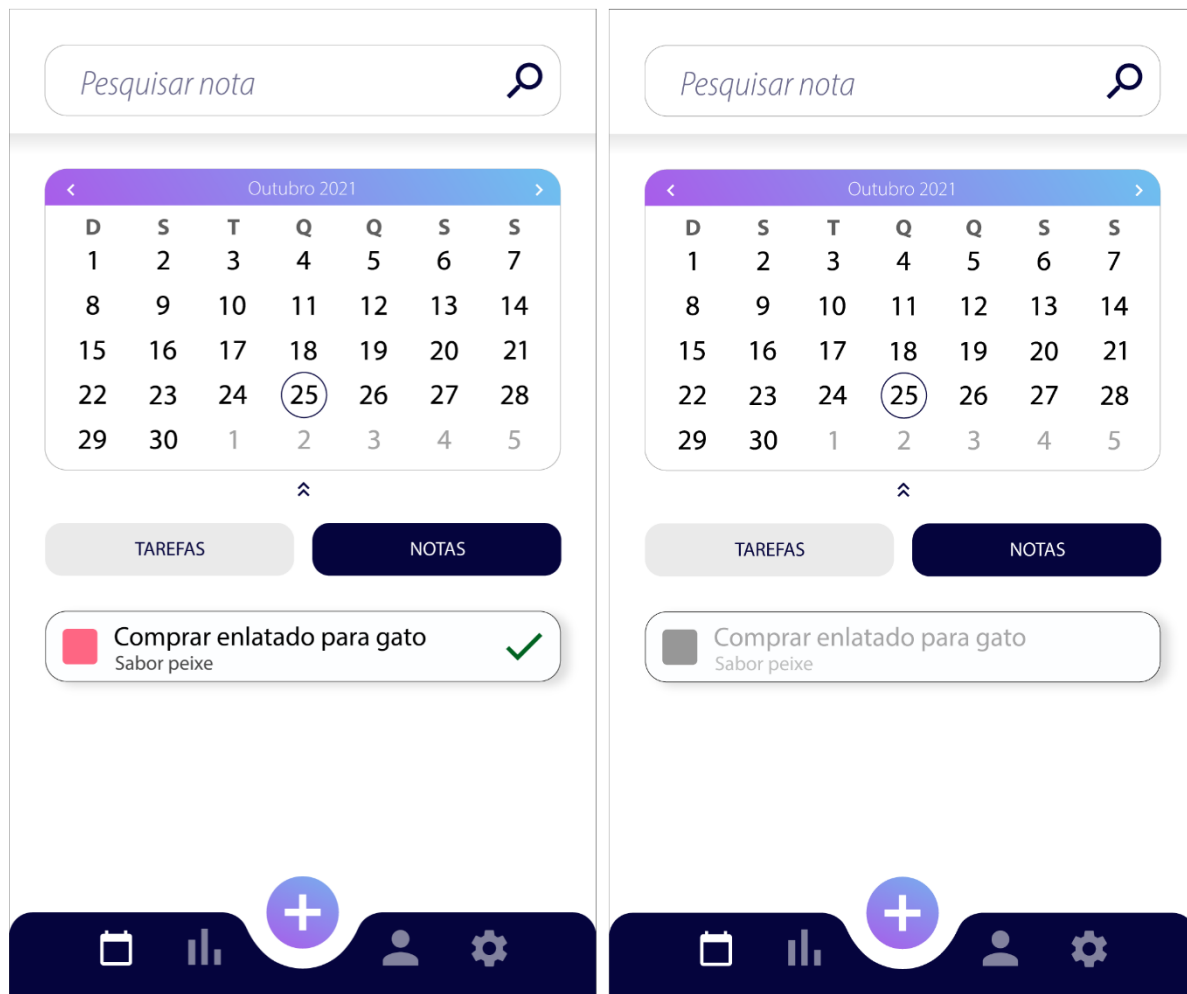 Pesquisar nota
Outubro 2021
D S T Q Q S S
1 2 3 4 5 6 7
8 9 10 11 12 13 14
15 16 17 18 19 20 21
22 23 24 25 26 27 28
29 30 1 2 3 4 5
TAREFAS NOTAS
Comprar enlatado para gato
Sabor peixe
Pesquisar nota
Outubro 2021
D S T Q Q S S
1 2 3 4 5 6 7
8 9 10 11 12 13 14
15 16 17 18 19 20 21
22 23 24 25 26 27 28
29 30 1 2 3 4 5
TAREFAS NOTAS
Comprar enlatado para gato
Sabor peixe